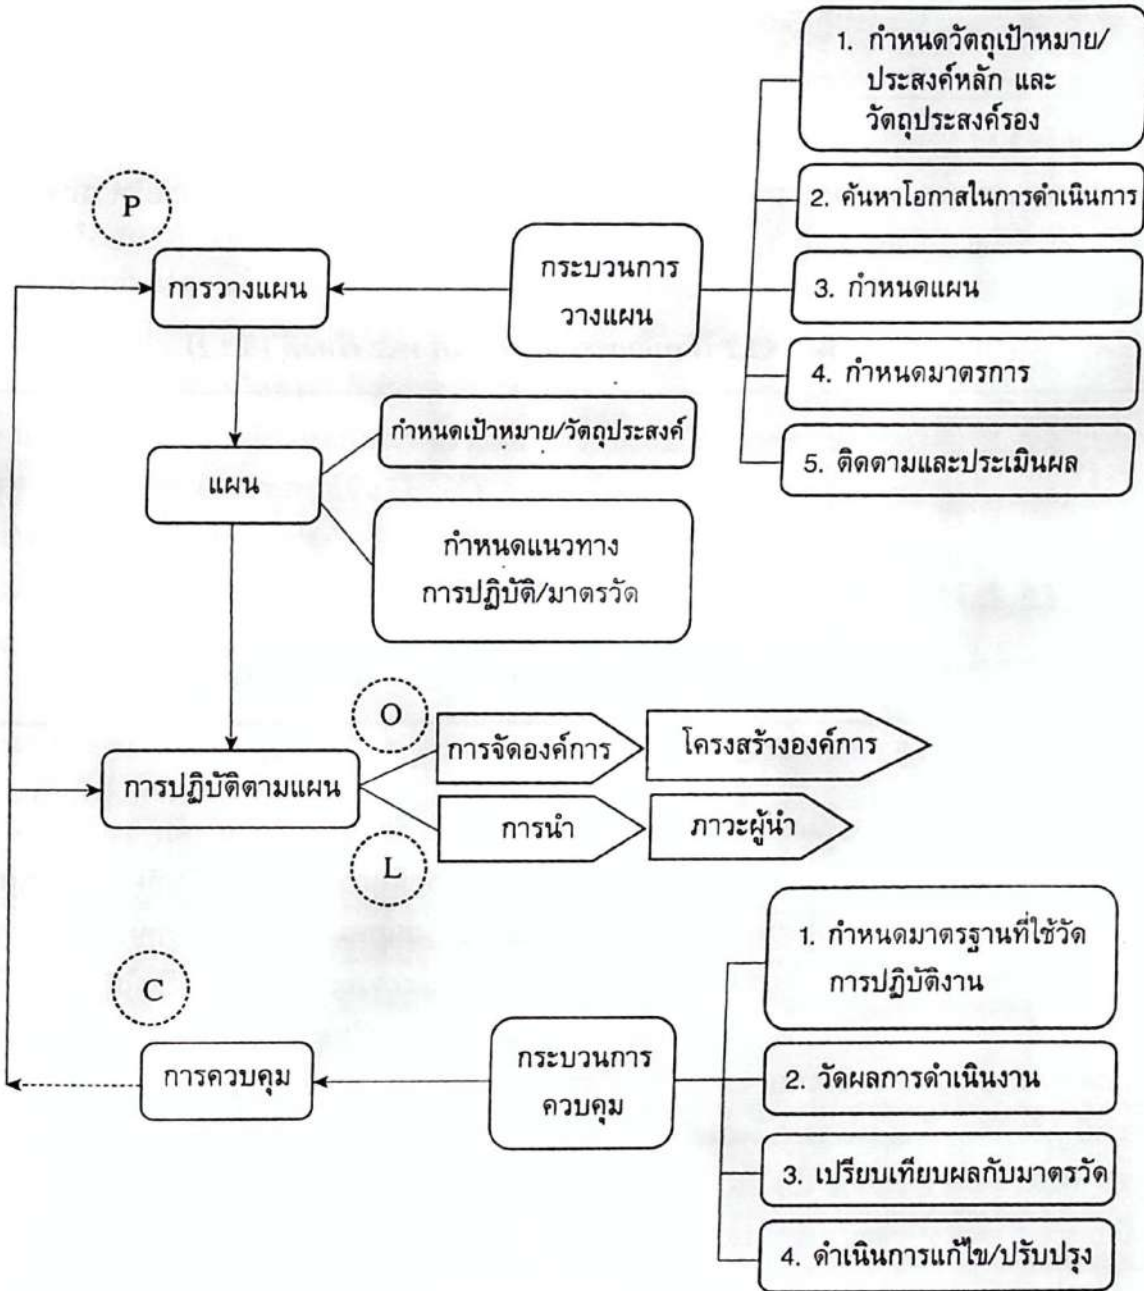 1. กำหนดวัตถุเป้าหมาย/
ประสงค์หลัก และ
วัตถุประสงค์รอง
P
2. ค้นหาโอกาสในการดำเนินการ
การวางแผน
กระบวนการ
วางแผน
3. กำหนดแผน
4. กำหนดมาตรการ
กำหนดเป้าหมาย/วัตถุประสงค์
5. ติดตามและประเมินผล
แผน
กำหนดแนวทาง
การปฏิบัติ/มาตรวัด
O
การจัดองค์การ
โครงสร้างองค์การ
การปฏิบัติตามแผน
การนำ
ภาวะผู้นำ
L
1. กำหนดมาตรฐานที่ใช้วัด
การปฏิบัติงาน
C
การควบคุม
กระบวนการ
ควบคุม
2. วัดผลการดำเนินงาน
3. เปรียบเทียบผลกับมาตรวัด
4. ดำเนินการแก้ไข/ปรับปรุง